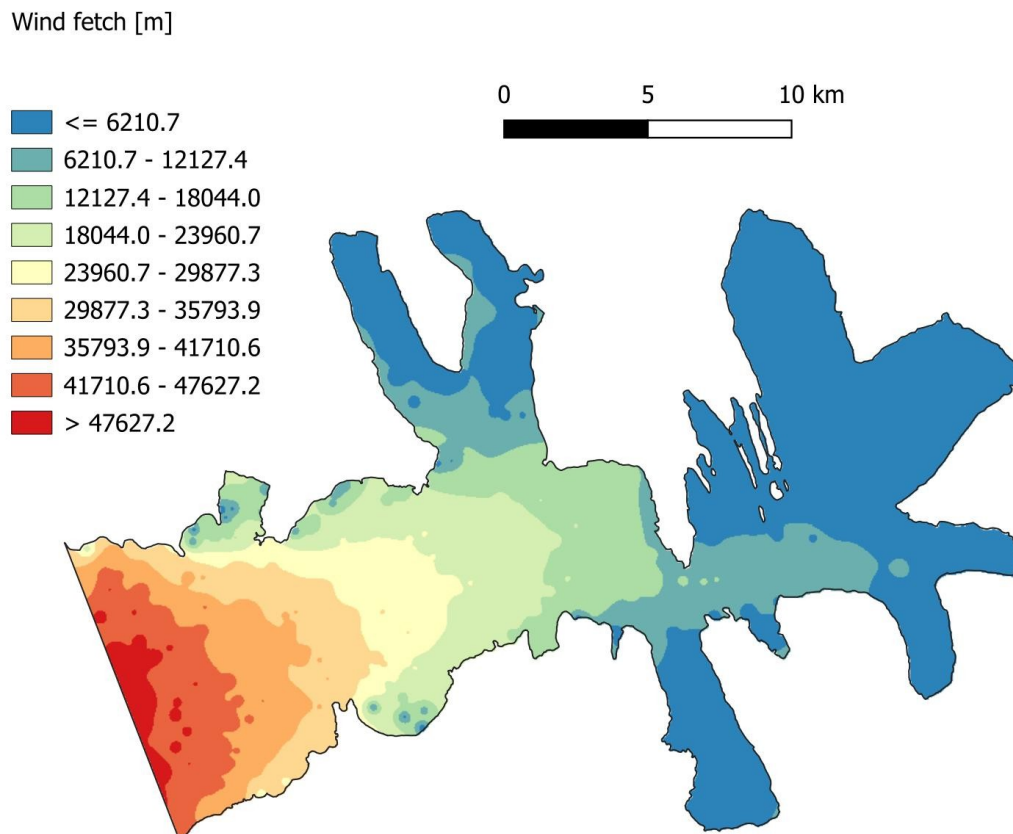 Wind fetch [m]
0 5 10 km
<= 6210.7
6210.7 - 12127.4
12127.4 - 18044.0
18044.0 - 23960.7
23960.7 - 29877.3
29877.3 - 35793.9
35793.9 - 41710.6
41710.6 - 47627.2
> 47627.2